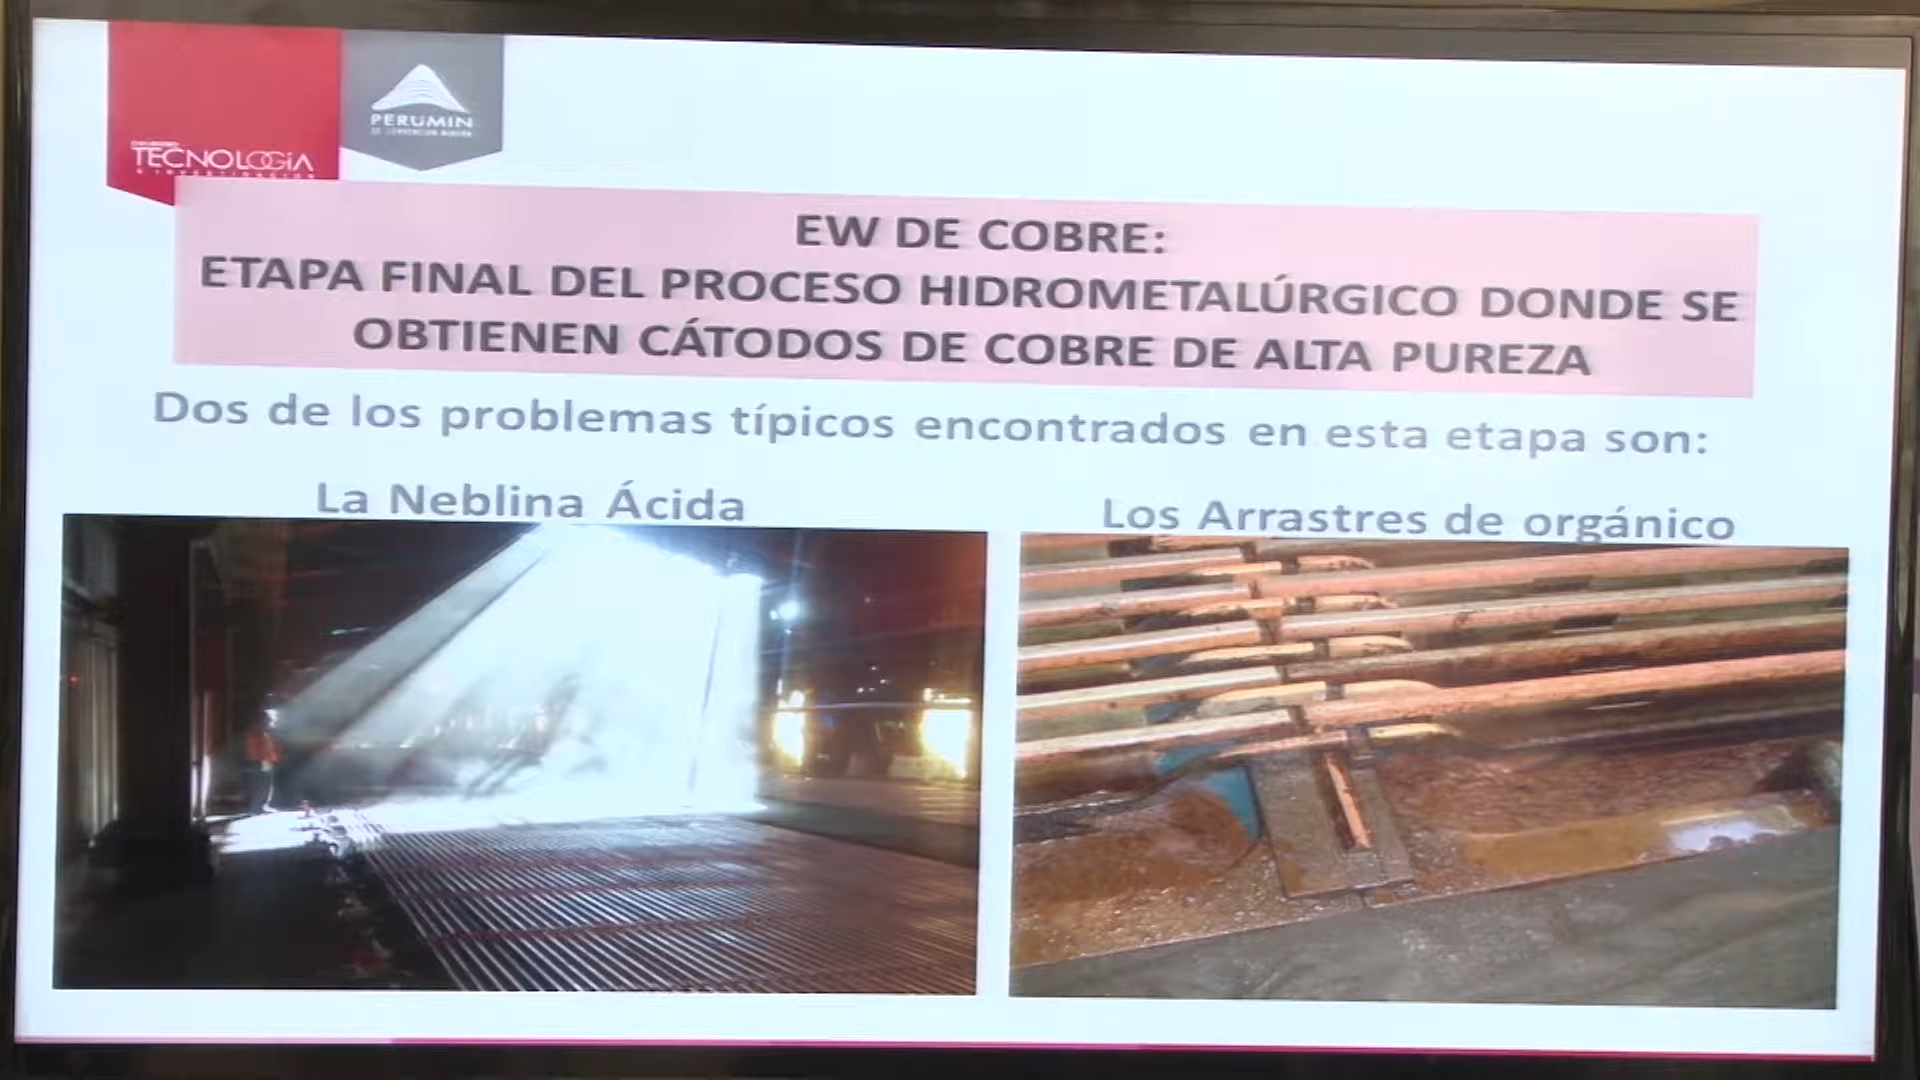 TECNOLOGÍA
PERUMIN
EW DE COBRE:
ETAPA FINAL DEL PROCESO HIDROMETALÚRGICO DONDE SE
OBTIENEN CÁTODOS DE COBRE DE ALTA PUREZA
Dos de los problemas típicos encontrados en esta etapa son:
La Neblina Ácida
Los Arrastres de orgánico